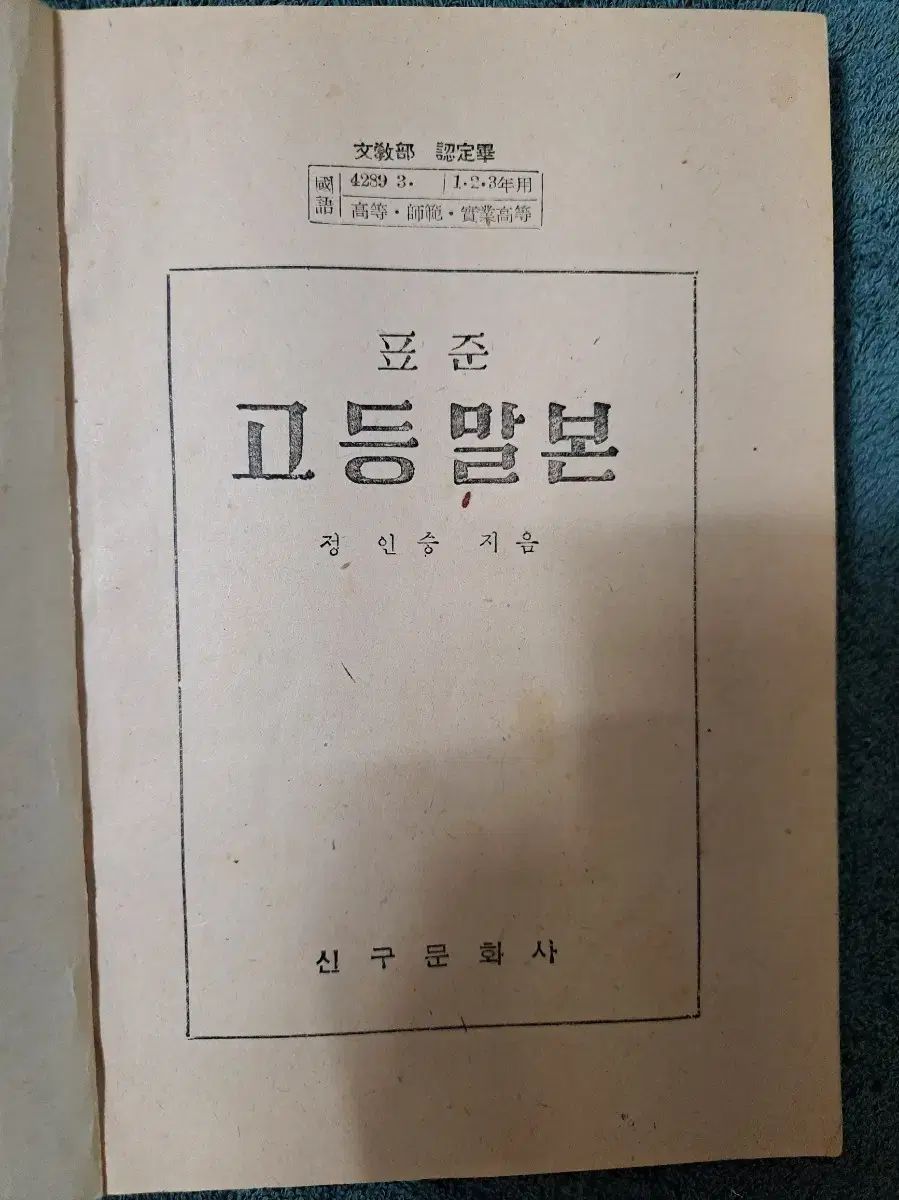 文敎部 認定畢
國語 4289 3. 1·2·3年用
高等·師範·實業高等
표준
고등말본
정 인승 지음
신구문화사